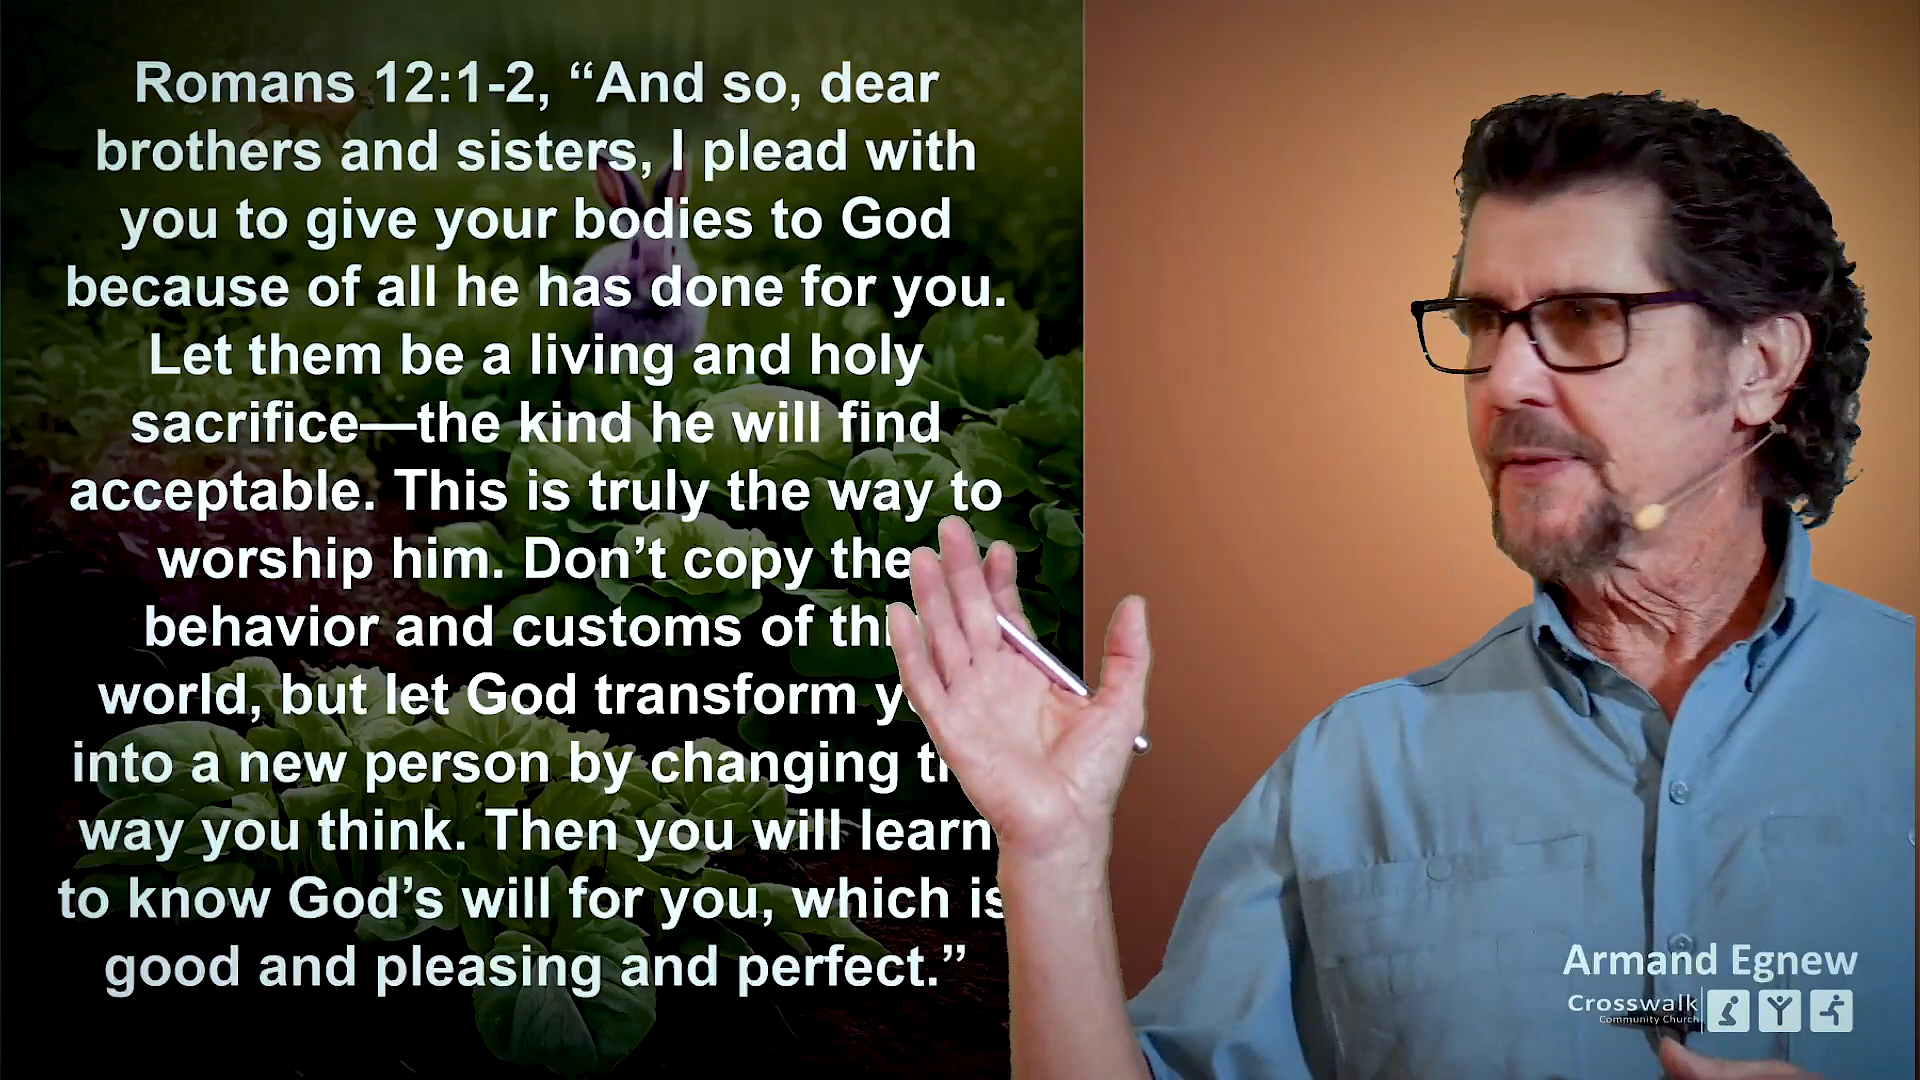 Romans 12:1-2, “And so, dear
brothers and sisters, I plead with
you to give your bodies to God
because of all he has done for you.
Let them be a living and holy
sacrifice—the kind he will find
acceptable. This is truly the way to
worship him. Don’t copy the
behavior and customs of
world, but let God transform
into a new person by changing
way you think. Then you will learn
to know God’s will for you, which is
good and pleasing and perfect.”
Armand Egnew
Crosswalk
Community Church